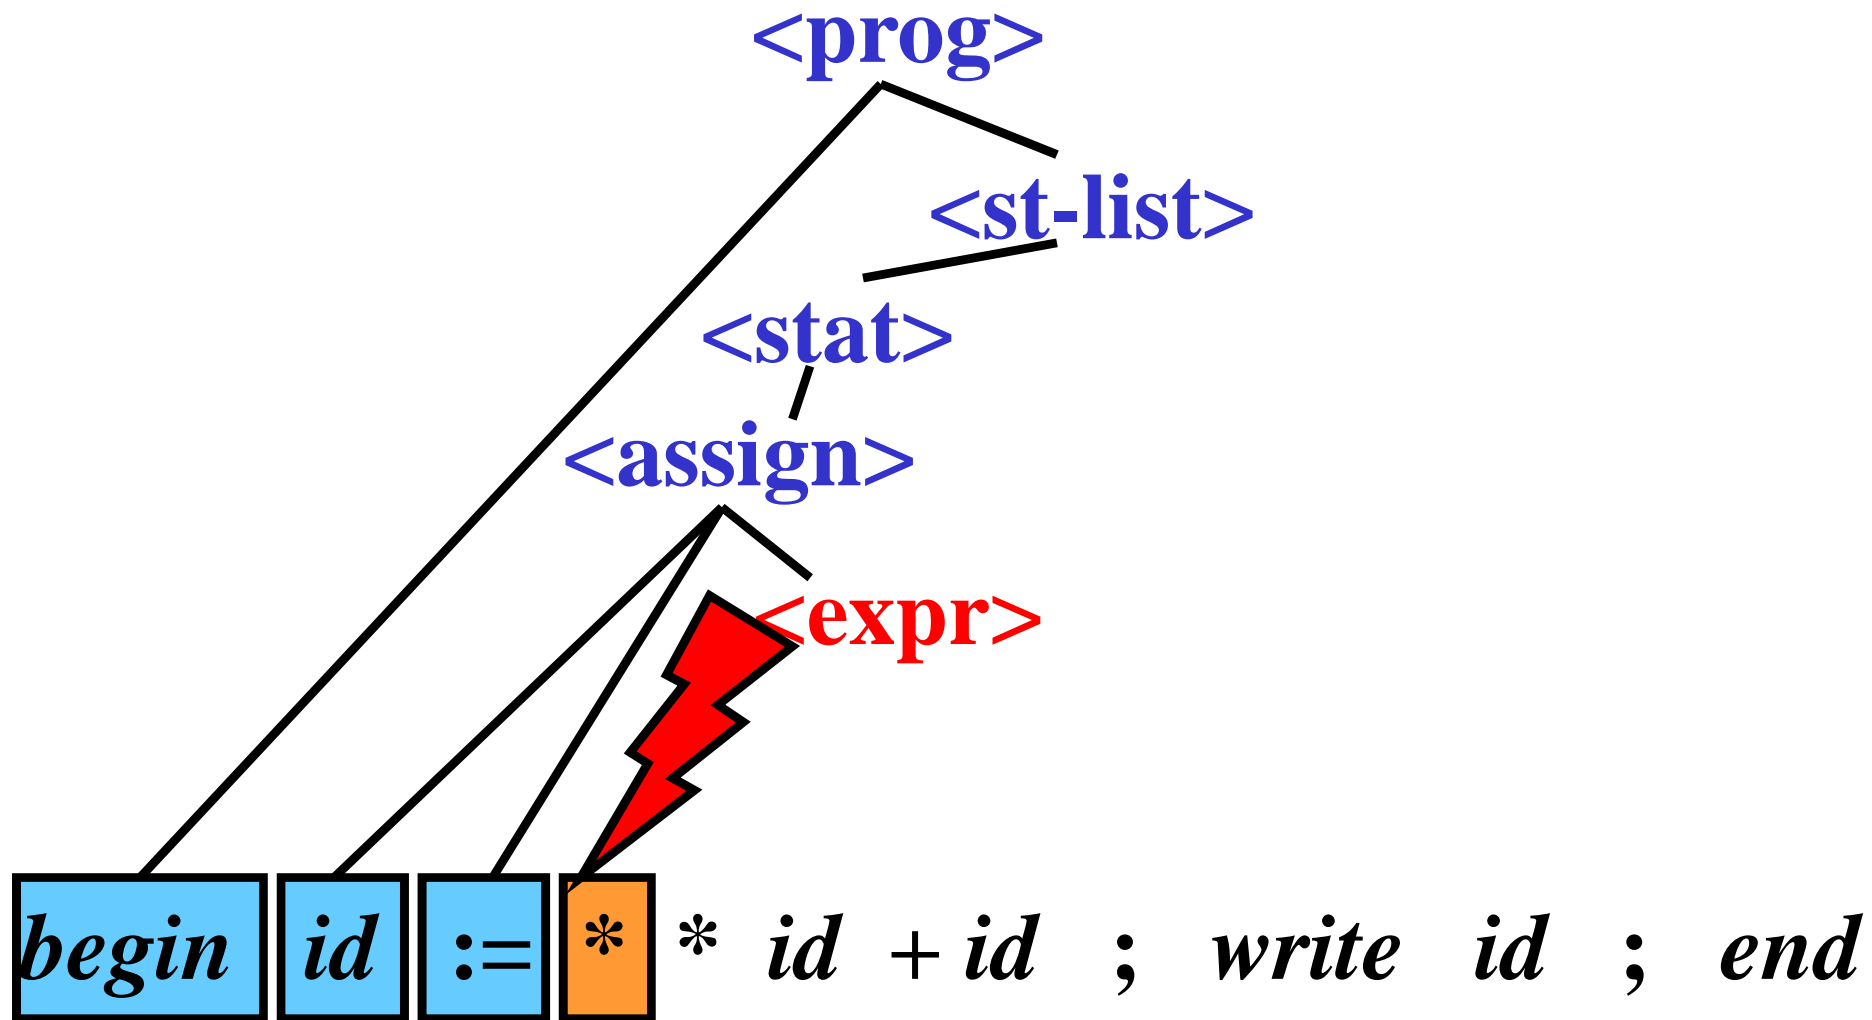 <prog>
<st-list>
<stat>
<assign>
<expr>
begin id := * * id + id ; write id ; end